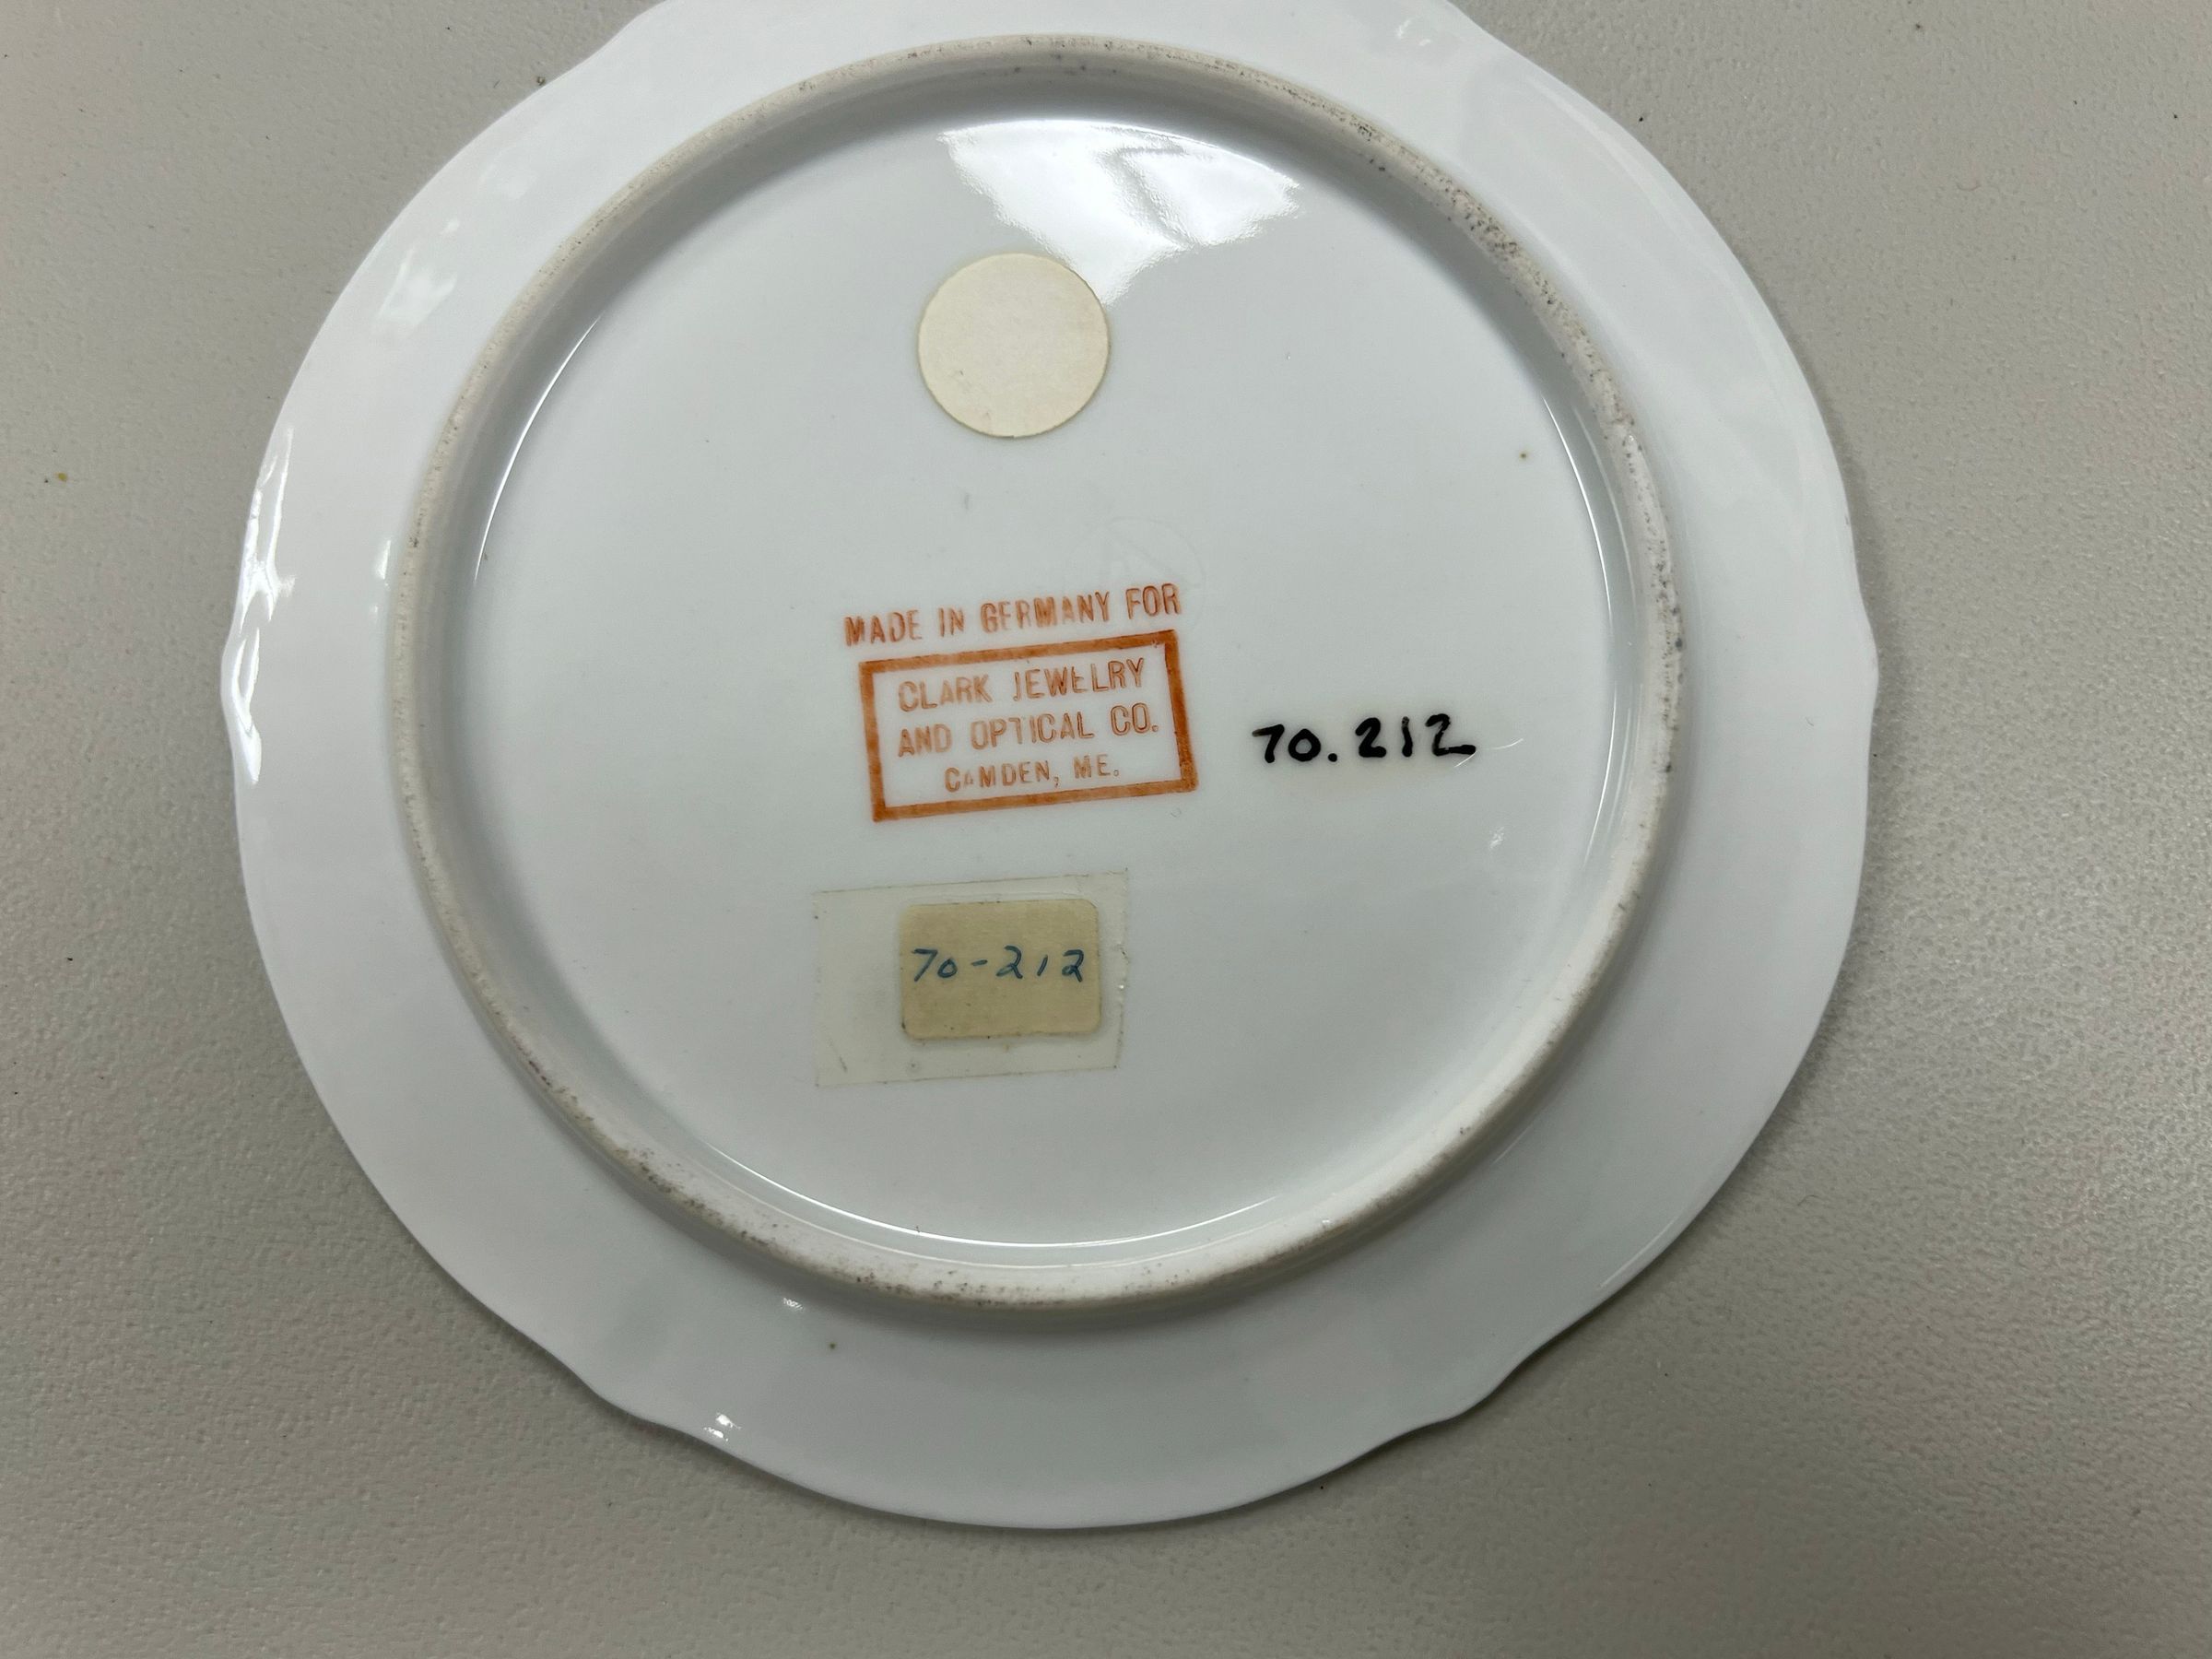 MADE IN GERMANY FOR
CLARK JEWELRY
AND OPTICAL CO.
CAMDEN, ME.
70.212
70-212